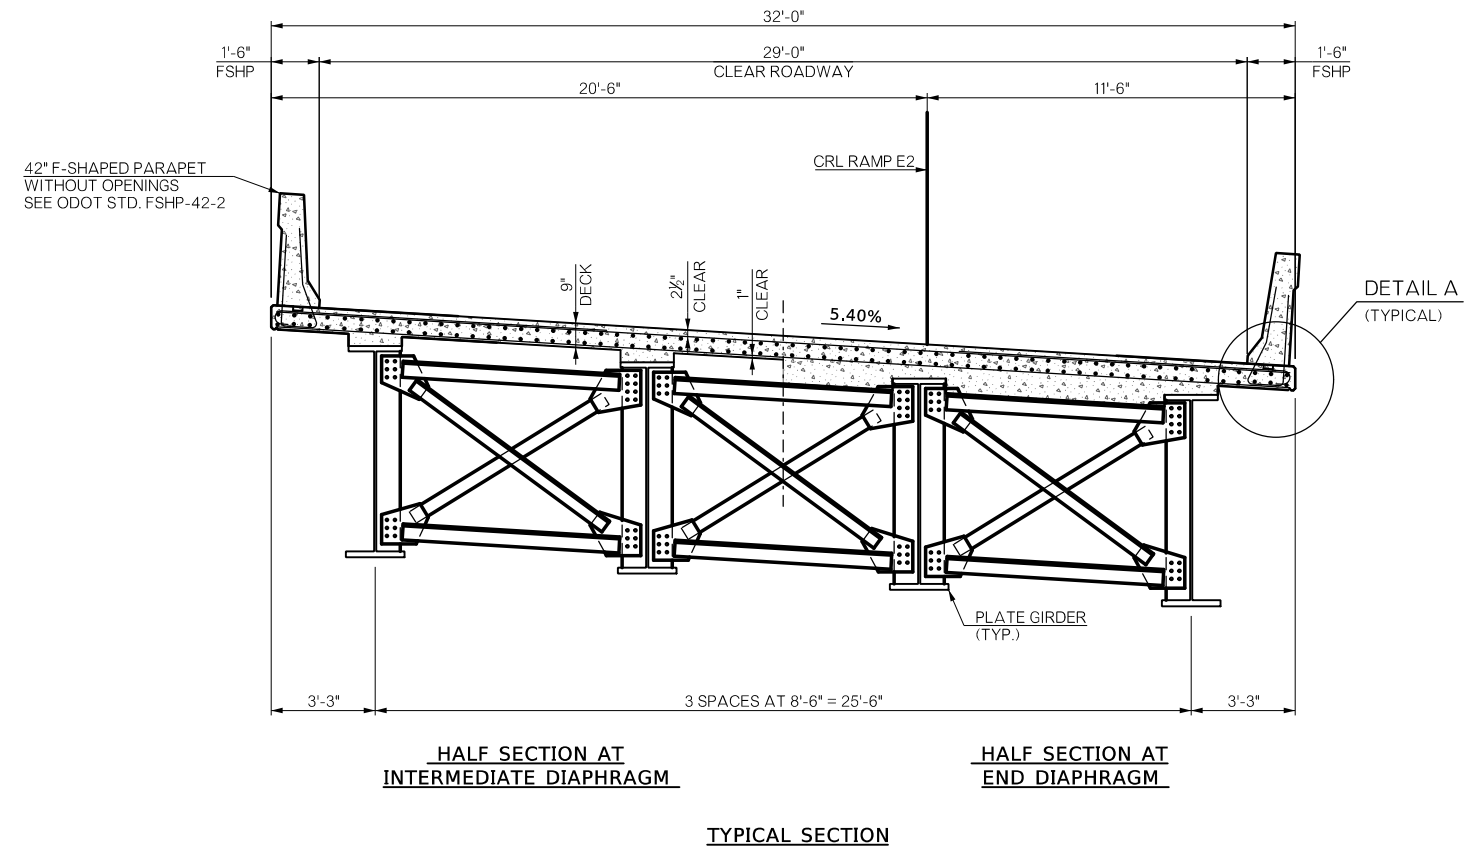 32'-0"
1'-6"
FSHP
29'-0"
CLEAR ROADWAY
1'-6"
FSHP
20'-6"
11'-6"
CRL RAMP E2
42" F-SHAPED PARAPET
WITHOUT OPENINGS
SEE ODOT STD. FSHP-42-2
9"
DECK
2½"
CLEAR
1"
CLEAR
5.40%
DETAIL A
(TYPICAL)
PLATE GIRDER
(TYP.)
3'-3"
3 SPACES AT 8'-6" = 25'-6"
3'-3"
HALF SECTION AT
INTERMEDIATE DIAPHRAGM
HALF SECTION AT
END DIAPHRAGM
TYPICAL SECTION